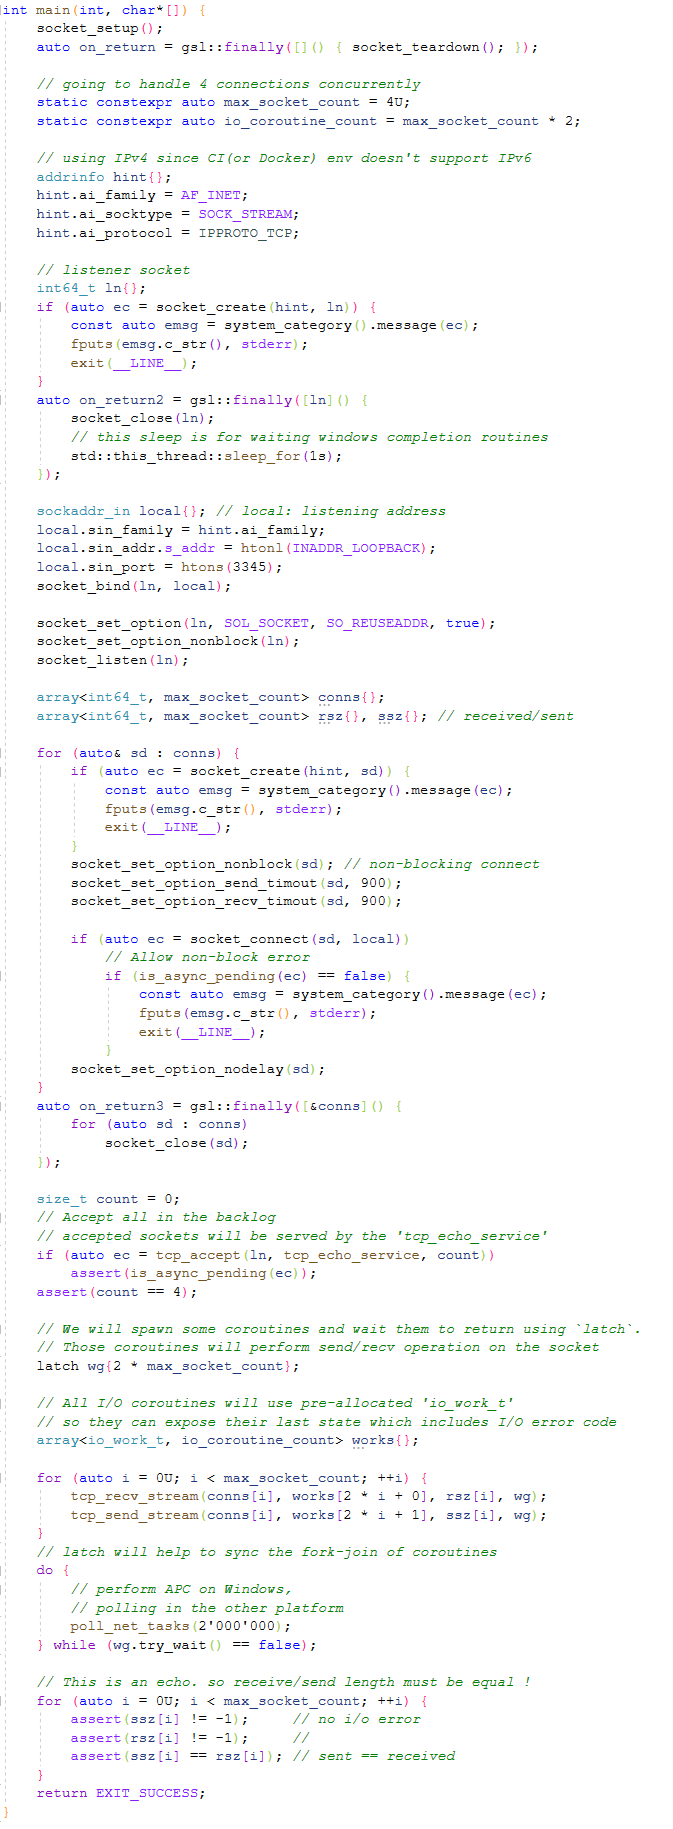 int main(int, char*[]) {
    socket_setup();
    auto on_return = gsl::finally([]() { socket_teardown(); });

    // going to handle 4 connections concurrently
    static constexpr auto max_socket_count = 4U;
    static constexpr auto io_coroutine_count = max_socket_count * 2;

    // using IPv4 since CI(or Docker) env doesn't support IPv6
    addrinfo hint{};
    hint.ai_family = AF_INET;
    hint.ai_socktype = SOCK_STREAM;
    hint.ai_protocol = IPPROTO_TCP;

    // listener socket
    int64_t ln{};
    if (auto ec = socket_create(hint, ln)) {
        const auto emsg = system_category().message(ec);
        fputs(emsg.c_str(), stderr);
        exit(__LINE__);
    }
    auto on_return2 = gsl::finally([ln]() {
        socket_close(ln);
        // this sleep is for waiting windows completion routines
        std::this_thread::sleep_for(1s);
    });

    sockaddr_in local{}; // local: listening address
    local.sin_family = hint.ai_family;
    local.sin_addr.s_addr = htonl(INADDR_LOOPBACK);
    local.sin_port = htons(3345);
    socket_bind(ln, local);

    socket_set_option(ln, SOL_SOCKET, SO_REUSEADDR, true);
    socket_set_option_nonblock(ln);
    socket_listen(ln);

    array<int64_t, max_socket_count> conns{};
    array<int64_t, max_socket_count> rsz{}, ssz{}; // received/sent

    for (auto& sd : conns) {
        if (auto ec = socket_create(hint, sd)) {
            const auto emsg = system_category().message(ec);
            fputs(emsg.c_str(), stderr);
            exit(__LINE__);
        }
        socket_set_option_nonblock(sd); // non-blocking connect
        socket_set_option_send_timout(sd, 900);
        socket_set_option_recv_timout(sd, 900);

        if (auto ec = socket_connect(sd, local))
            // Allow non-block error
            if (is_async_pending(ec) == false) {
                const auto emsg = system_category().message(ec);
                fputs(emsg.c_str(), stderr);
                exit(__LINE__);
            }
        socket_set_option_nodelay(sd);
    }
    auto on_return3 = gsl::finally([&conns]() {
        for (auto sd : conns)
            socket_close(sd);
    });

    size_t count = 0;
    // Accept all in the backlog
    // accepted sockets will be served by the 'tcp_echo_service'
    if (auto ec = tcp_accept(ln, tcp_echo_service, count))
        assert(is_async_pending(ec));
    assert(count == 4);

    // We will spawn some coroutines and wait them to return using `latch`.
    // Those coroutines will perform send/recv operation on the socket
    latch wg{2 * max_socket_count};

    // All I/O coroutines will use pre-allocated 'io_work_t'
    // so they can expose their last state which includes I/O error code
    array<io_work_t, io_coroutine_count> works{};

    for (auto i = 0U; i < max_socket_count; ++i) {
        tcp_recv_stream(conns[i], works[2 * i + 0], rsz[i], wg);
        tcp_send_stream(conns[i], works[2 * i + 1], ssz[i], wg);
    }
    // latch will help to sync the fork-join of coroutines
    do {
        // perform APC on Windows,
        // polling in the other platform
        poll_net_tasks(2'000'000);
    } while (wg.try_wait() == false);

    // This is an echo. so receive/send length must be equal !
    for (auto i = 0U; i < max_socket_count; ++i) {
        assert(ssz[i] != -1);     // no i/o error
        assert(rsz[i] != -1);     //
        assert(ssz[i] == rsz[i]); // sent == received
    }
    return EXIT_SUCCESS;
}